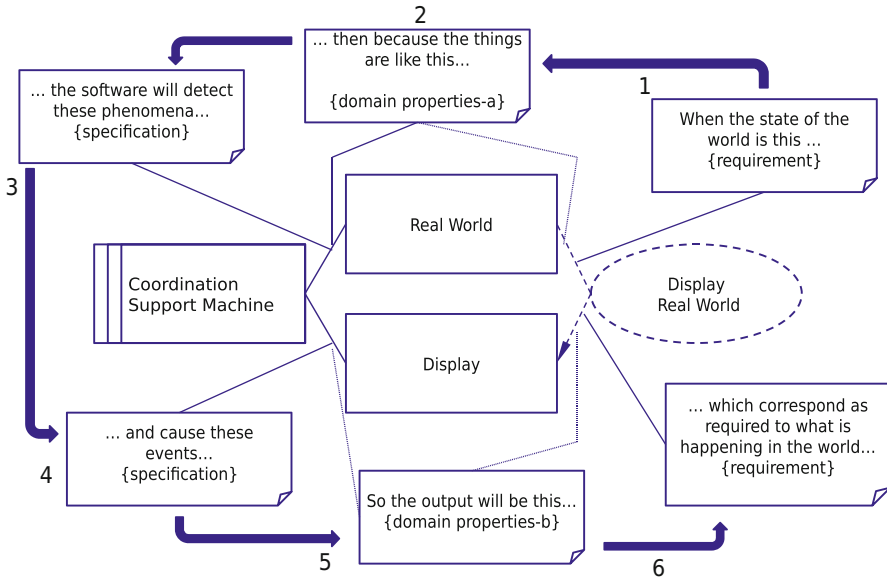 2
… then because the things
are like this…
{domain properties-a}
1
When the state of the
world is this …
{requirement}
… the software will detect
these phenomena…
{specification}
3
Real World
Coordination
Support Machine
Display
Real World
Display
… and cause these
events…
{specification}
4
… which correspond as
required to what is
happening in the world…
{requirement}
So the output will be this…
{domain properties-b}
5
6